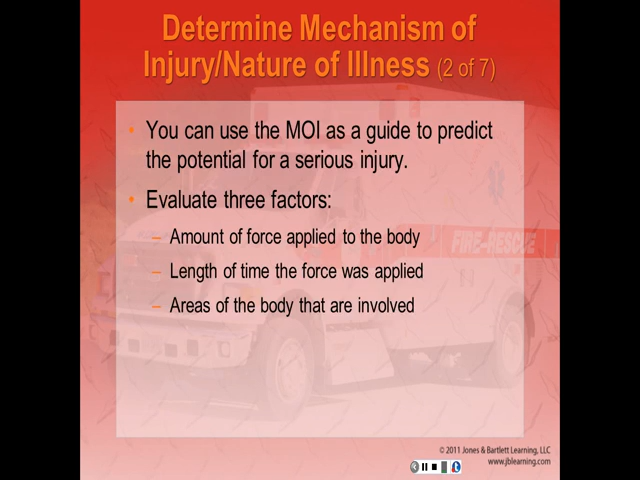 Determine Mechanism of
Injury/Nature of Illness (2 of 7)
• You can use the MOI as a guide to predict
the potential for a serious injury.
• Evaluate three factors:
– Amount of force applied to the body
– Length of time the force was applied
– Areas of the body that are involved
FIRE-RESCUE
© 2011 Jones & Bartlett Learning, LLC
www.jblearning.com